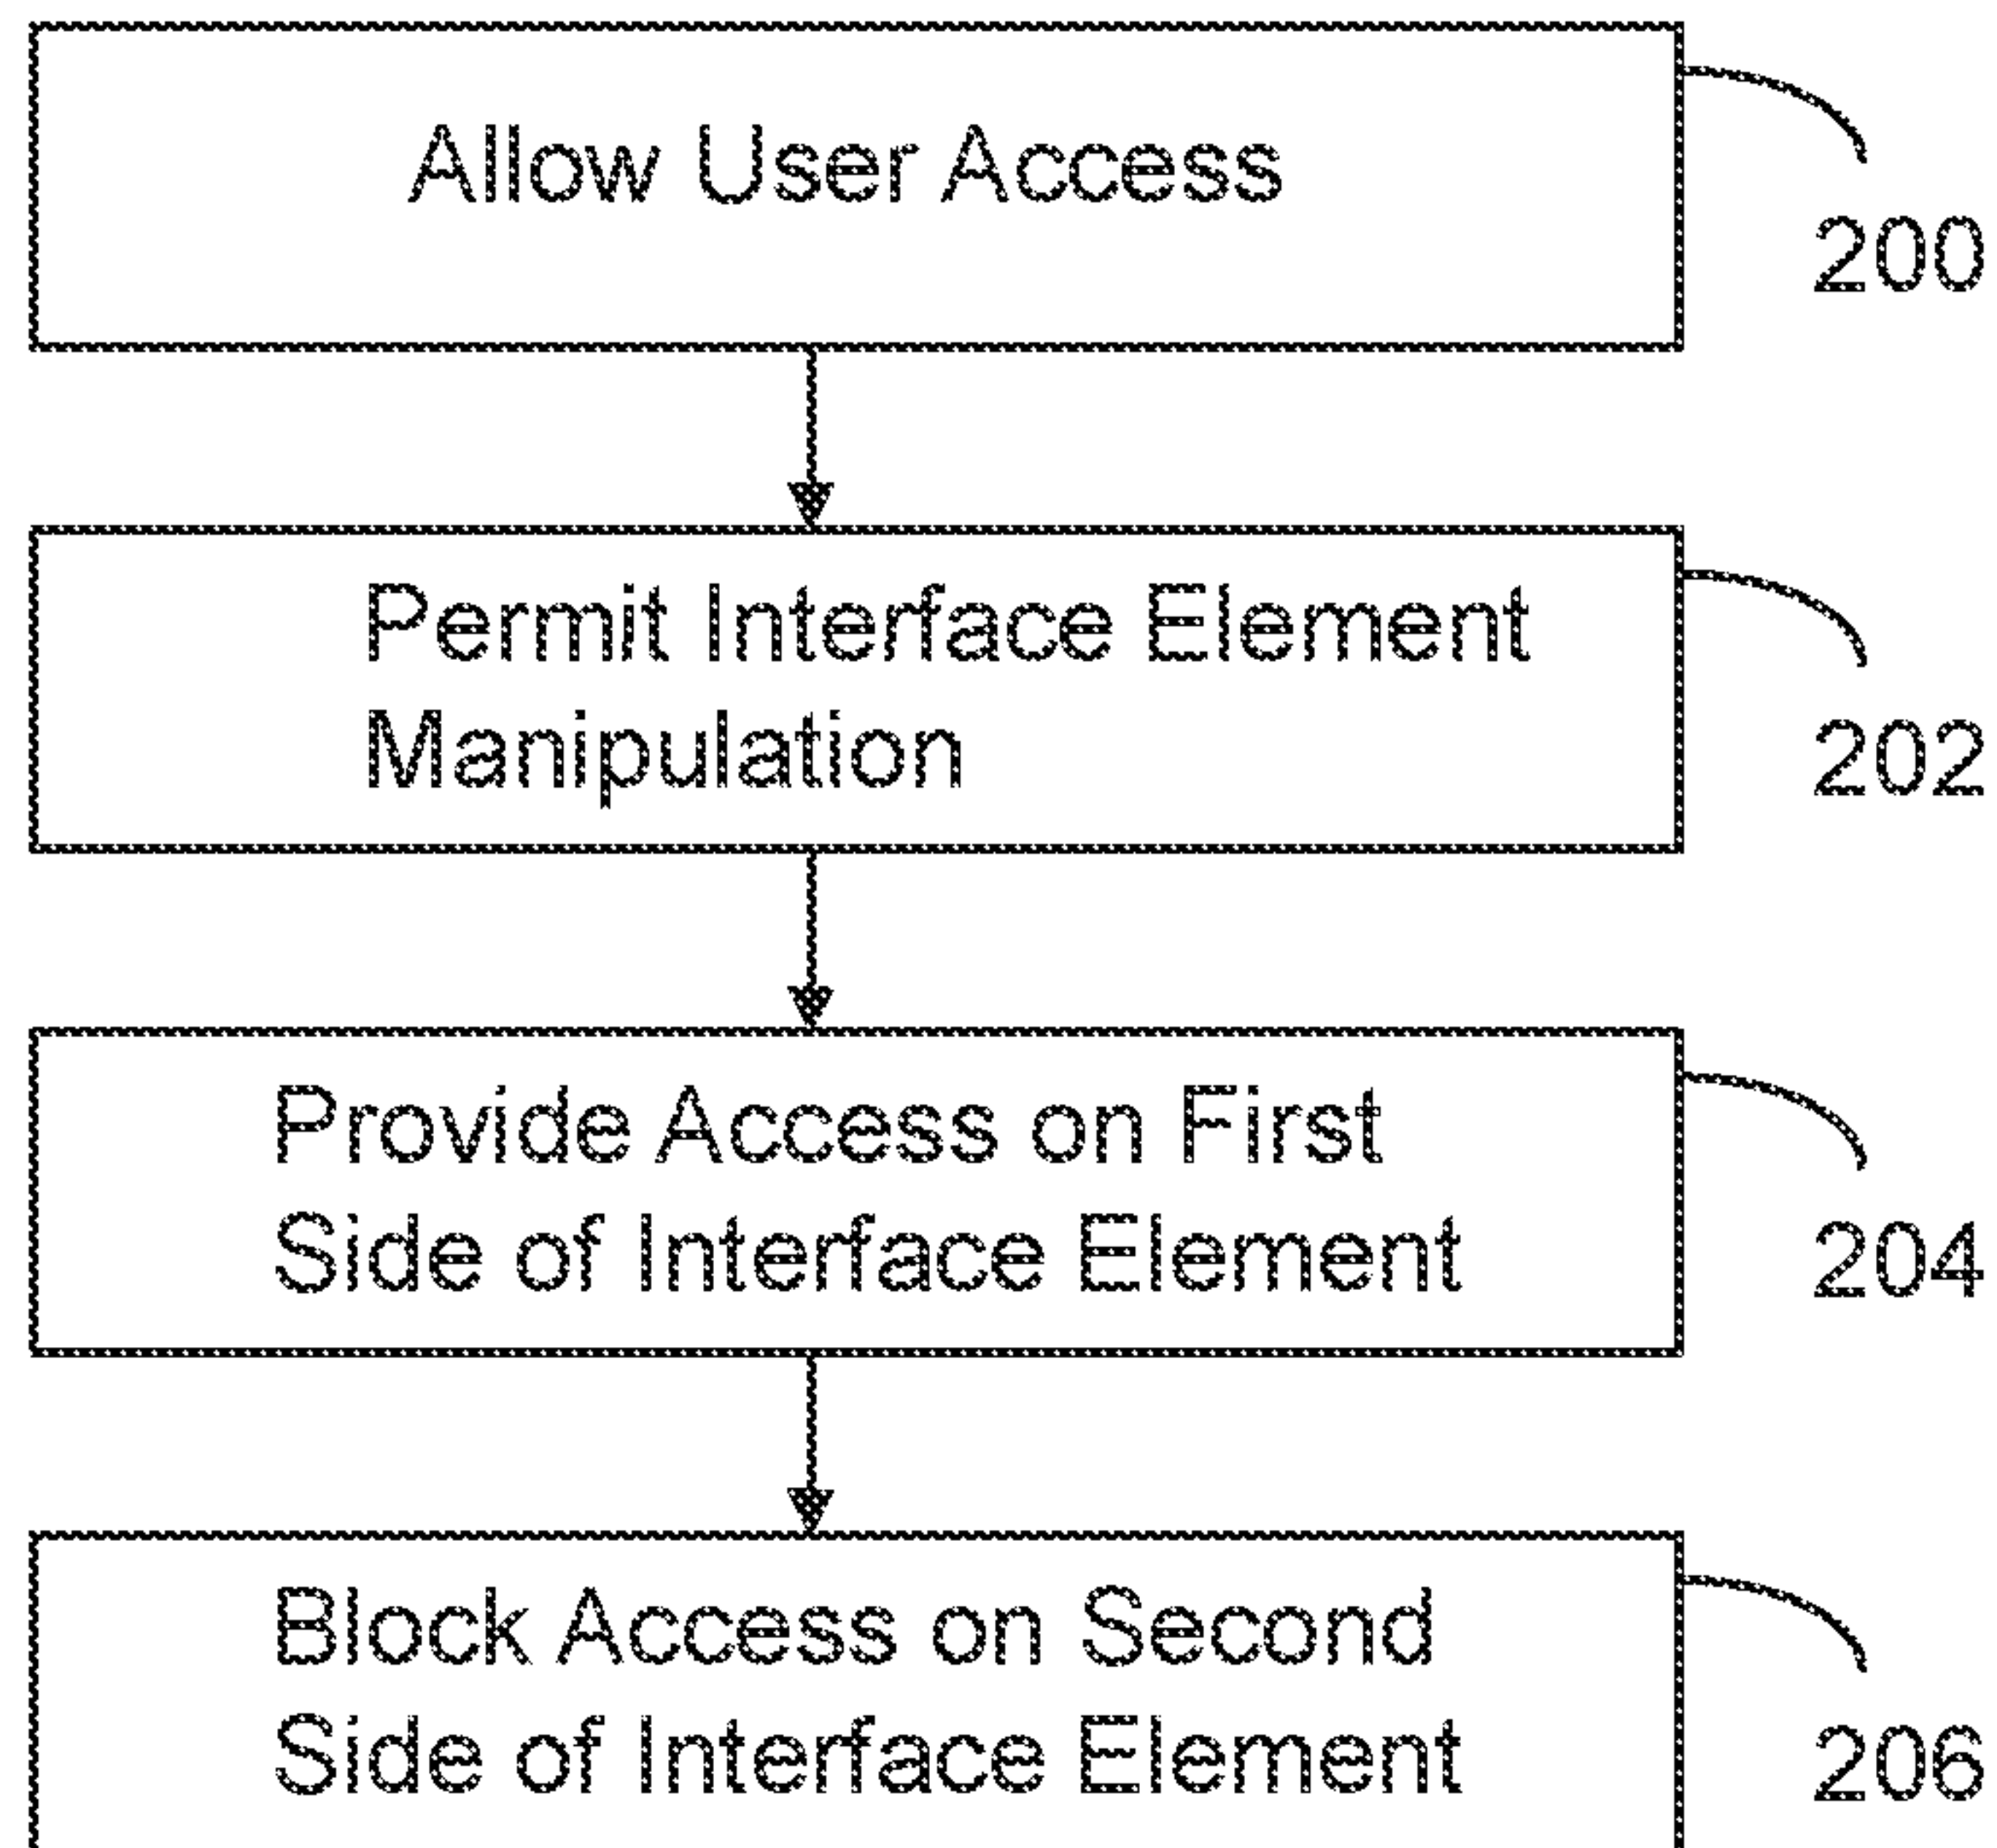 Allow User Access
200
Permit Interface Element
Manipulation
202
Provide Access on First
Side of Interface Element
204
Block Access on Second
Side of Interface Element
206